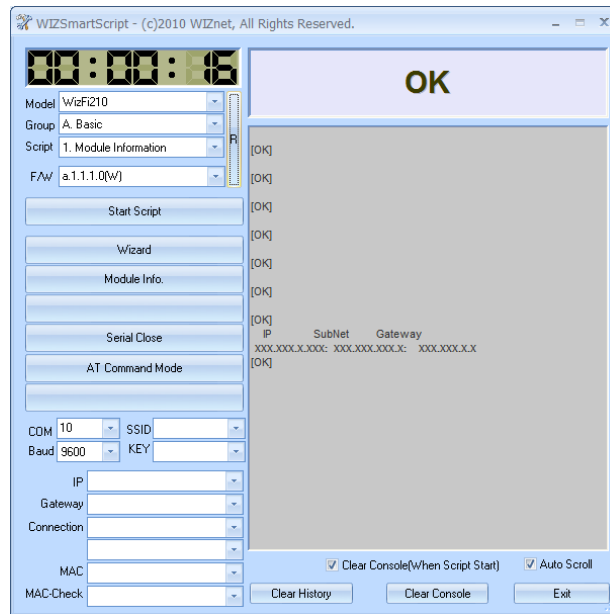 WIZSmartScript - (c)2010 WIZnet, All Rights Reserved.
00:00:16
OK
Model WizFi210
Group A. Basic
Script 1. Module Information
R
F/W a.1.1.1.0(W)
Start Script
Wizard
Module Info.
Serial Close
AT Command Mode
COM 10 SSID
Baud 9600 KEY
IP
Gateway
Connection
MAC
MAC-Check
[OK]
[OK]
[OK]
[OK]
[OK]
[OK]
[OK]
IP SubNet Gateway
XXX.XXX.X.XXX: XXX.XXX.XXX.X: XXX.XXX.X.X
[OK]
Clear Console(When Script Start) Auto Scroll
Clear History Clear Console Exit